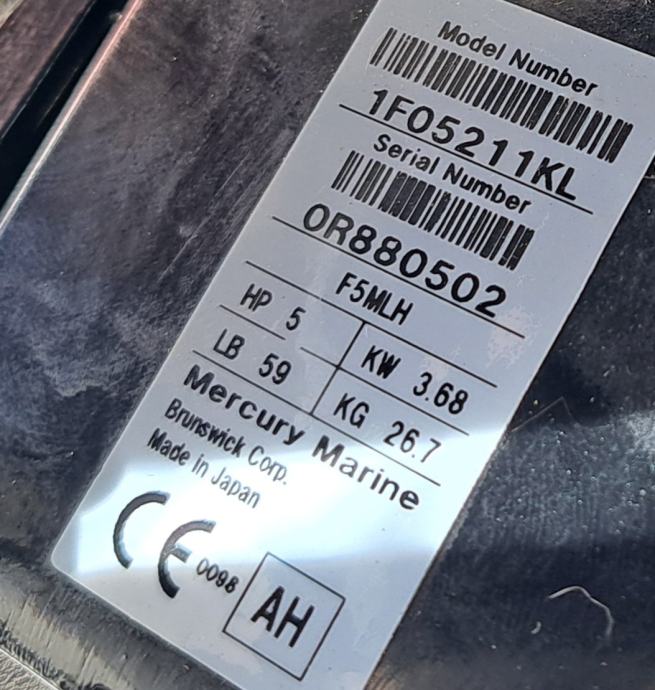 Model Number
1F05211KL
Serial Number
0R880502
F5MLH
HP 5 KW 3.68
LB 59 KG 26.7
Mercury Marine
Brunswick Corp.
Made in Japan
CE 0098 AH